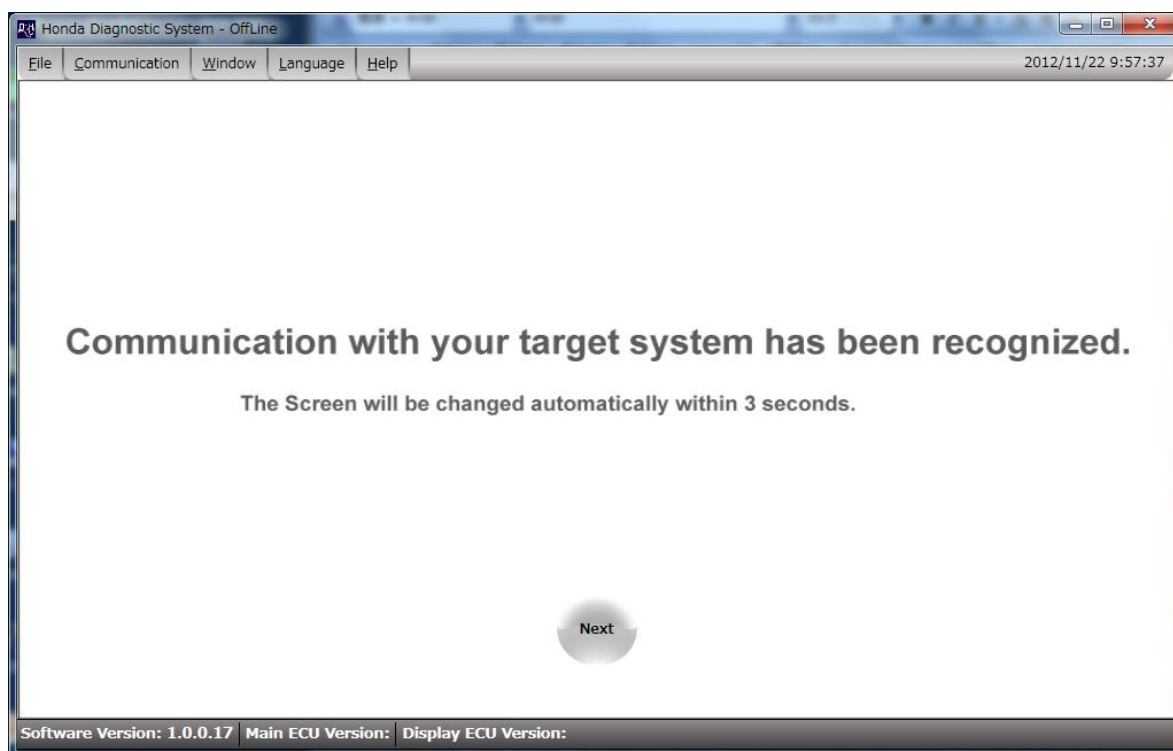 Honda Diagnostic System - OffLine
File Communication Window Language Help 2012/11/22 9:57:37
Communication with your target system has been recognized.
The Screen will be changed automatically within 3 seconds.
Next
Software Version: 1.0.0.17 Main ECU Version: Display ECU Version: